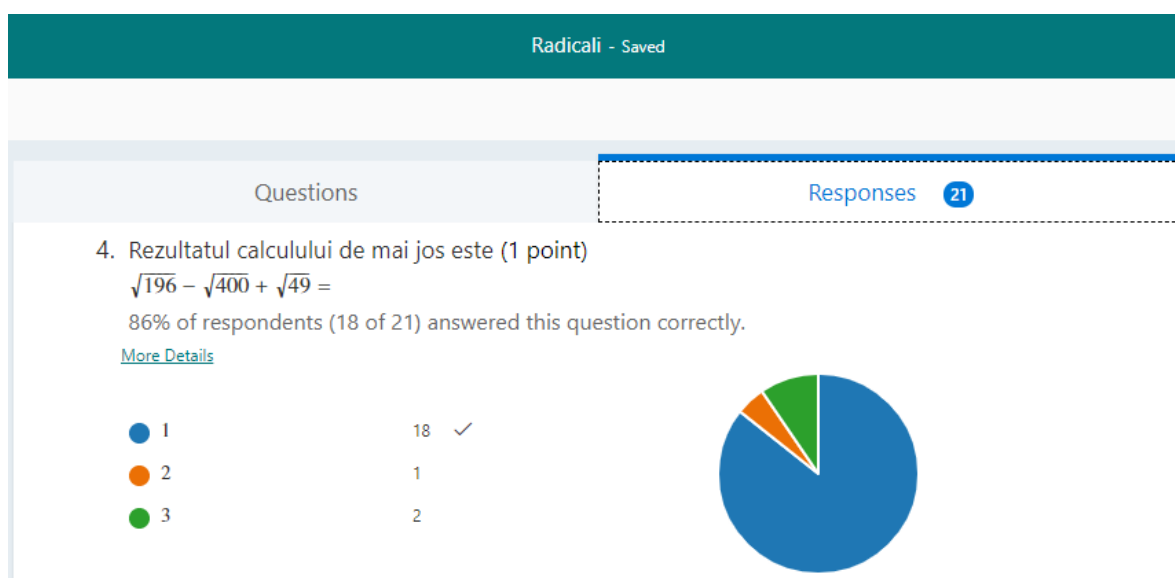 Radicali - Saved
Questions
Responses 21
4. Rezultatul calculului de mai jos este (1 point)
√196 − √400 + √49 =
86% of respondents (18 of 21) answered this question correctly.
More Details
1 18 ✓
2 1
3 2